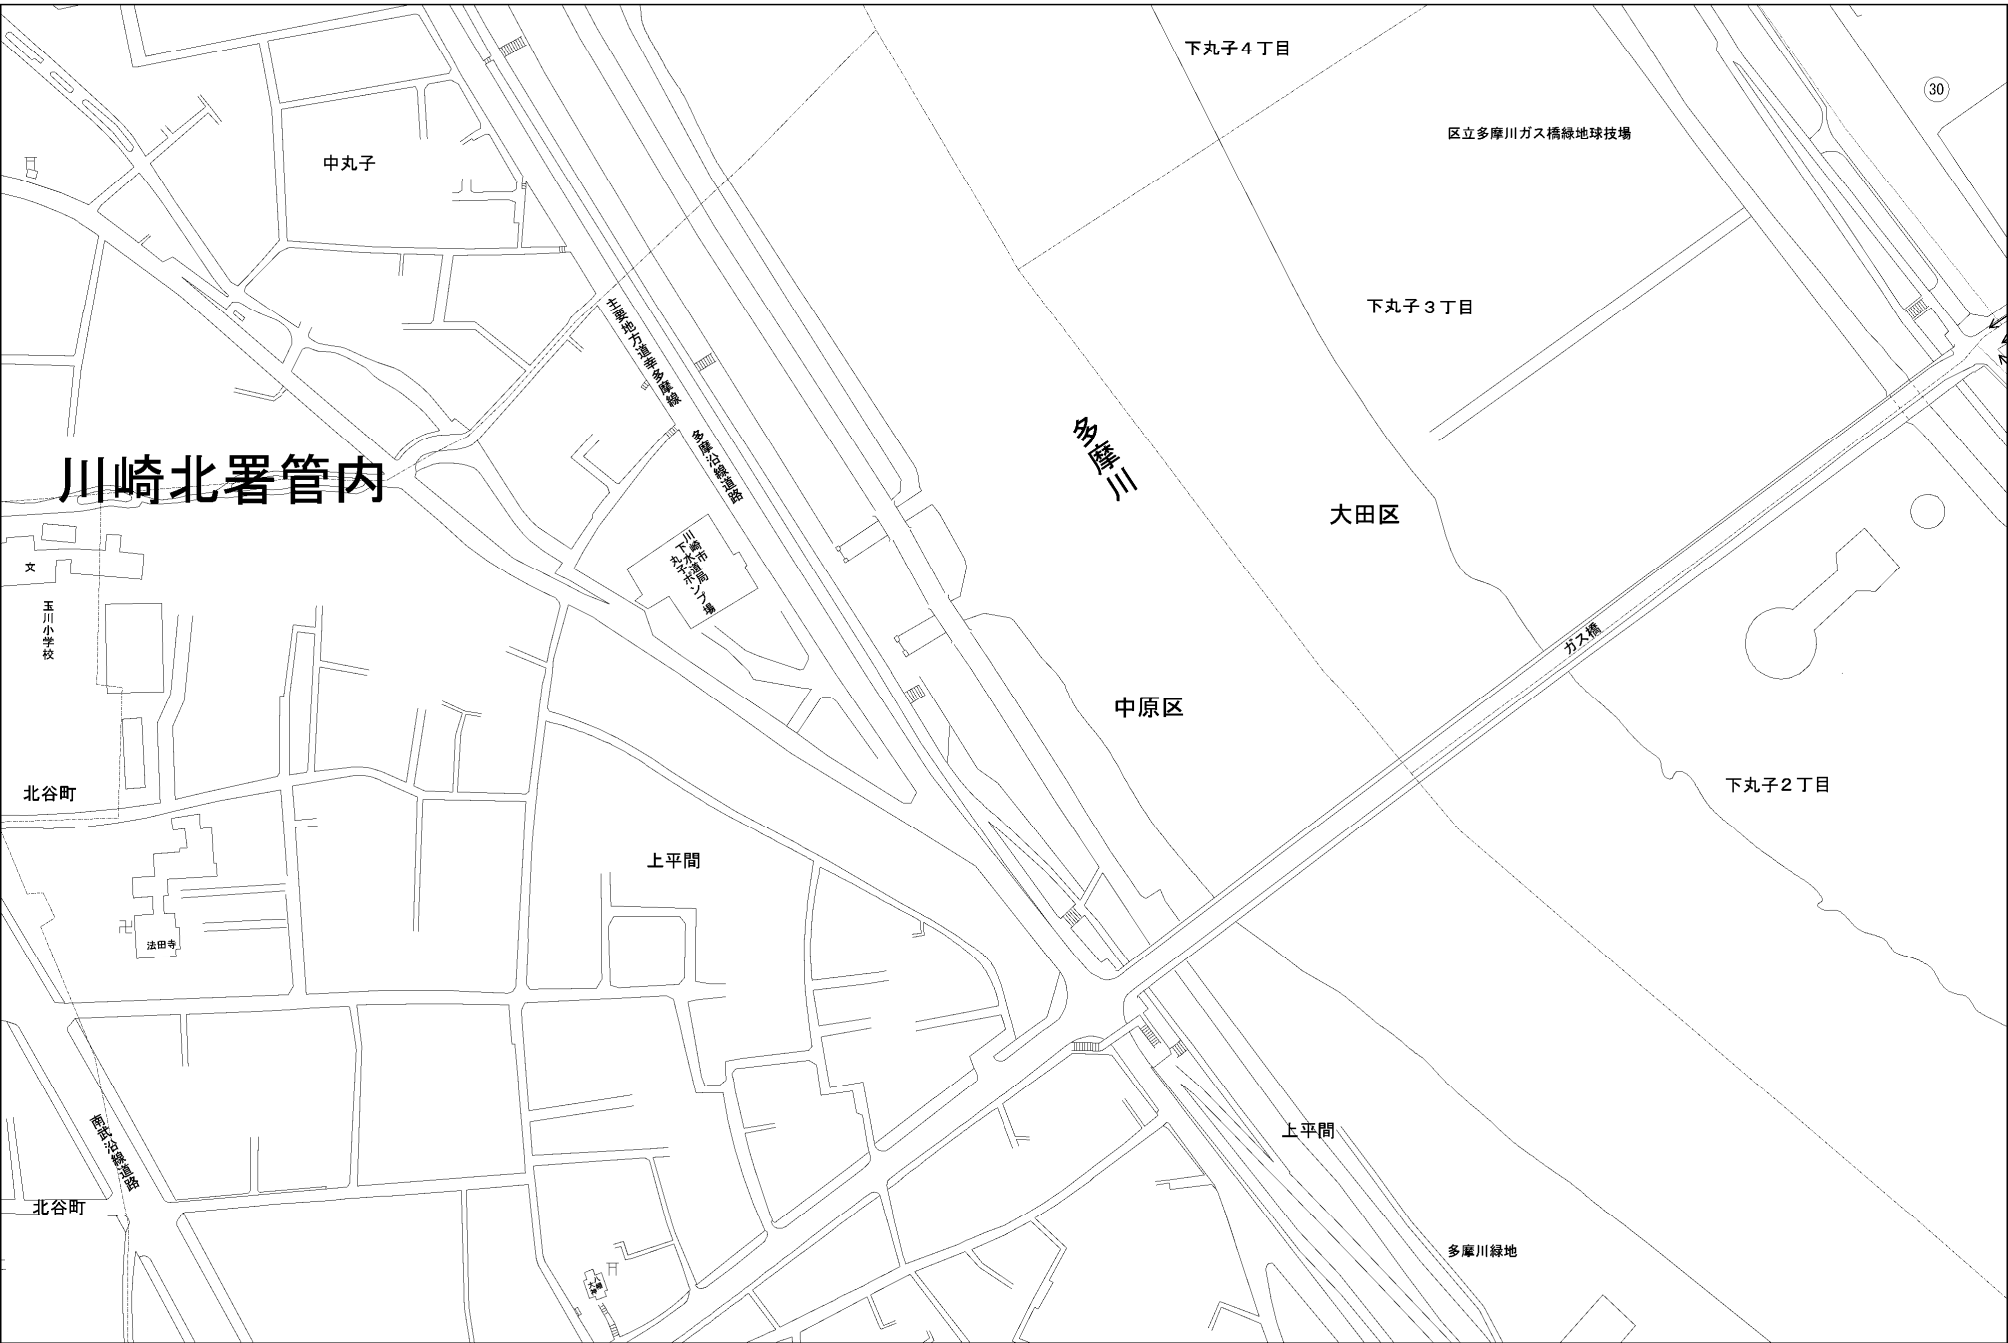 下丸子4丁目
30
区立多摩川ガス橋緑地球技場
中丸子
下丸子3丁目
主要地方道幸多摩線
多摩沿線道路
多摩川
川崎北署管内
大田区
川崎市
下水道局
丸子ポンプ場
文
玉川小学校
ガス橋
中原区
下丸子2丁目
北谷町
上平間
卍
法田寺
南武沿線道路
上平間
北谷町
多摩川緑地
八幡
大神